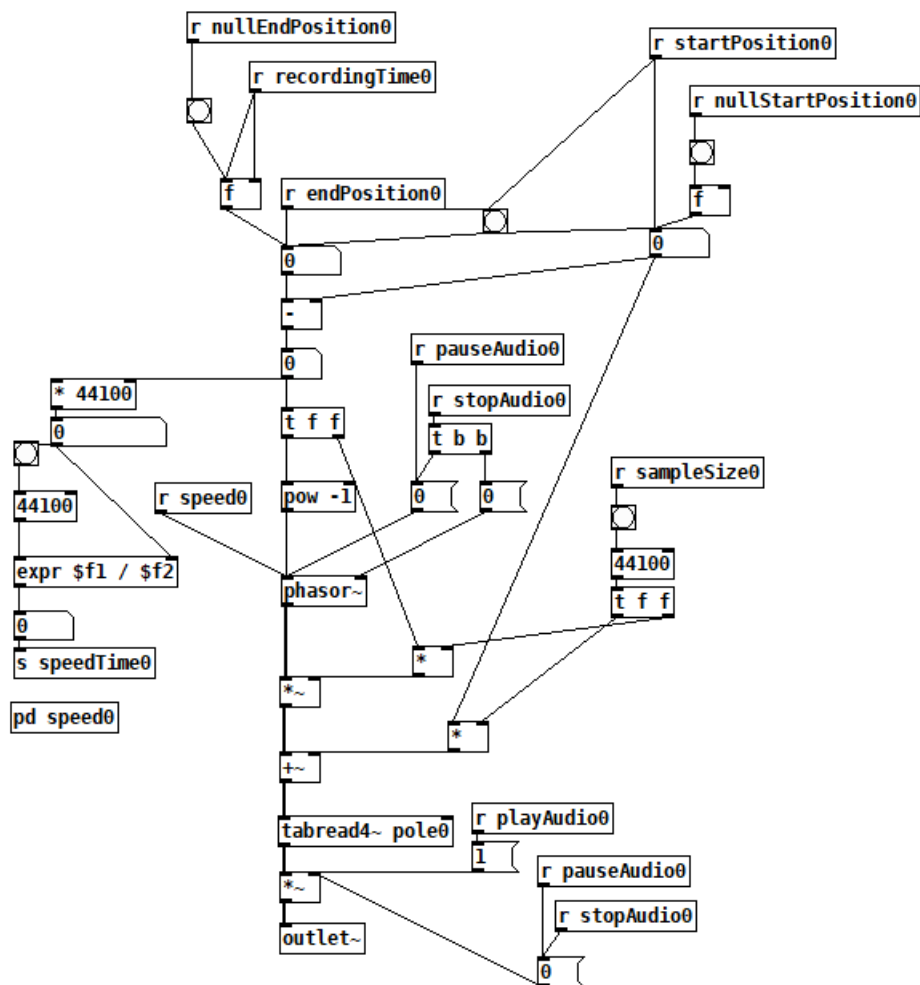 r nullEndPosition0
r startPosition0
r recordingTime0
r nullStartPosition0
f
r endPosition0
f
0
0
-
r pauseAudio0
0
* 44100
r stopAudio0
t f f
0
t b b
r sampleSize0
44100
r speed0
pow -1
0
0
44100
expr $f1 / $f2
phasor~
t f f
0
s speedTime0
*
*~
pd speed0
*
+~
r playAudio0
tabread4~ pole0
1
r pauseAudio0
*~
r stopAudio0
outlet~
0